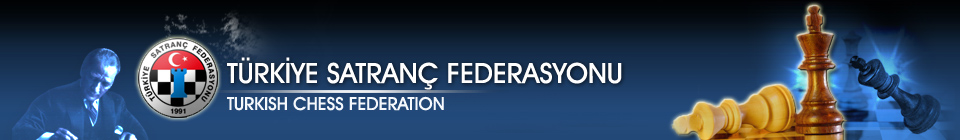 TÜRKİYE SATRANÇ FEDERASYONU
1991
TÜRKİYE SATRANÇ FEDERASYONU
TURKISH CHESS FEDERATION